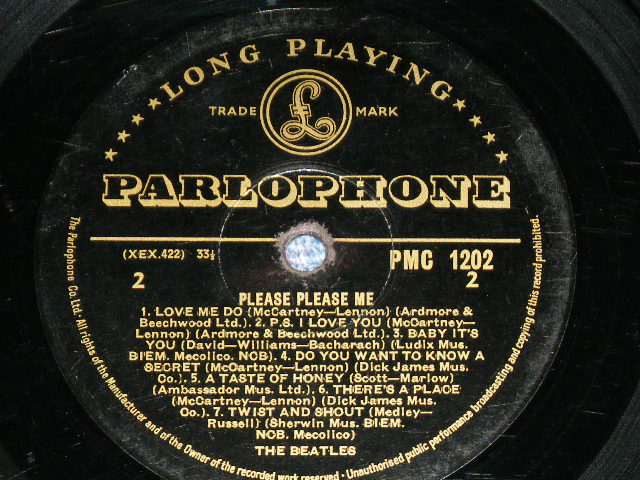 LONG PLAYING
TRADE MARK
£
PARLOPHONE
(XEX.422) 33⅓
PMC 1202
2
2
PLEASE PLEASE ME
1. LOVE ME DO (McCartney—Lennon) (Ardmore &
Beechwood Ltd.). 2. P.S. I LOVE YOU (McCartney—
Lennon) (Ardmore & Beechwood Ltd.). 3. BABY IT'S
YOU (David—Williams—Bacharach) (Ludix Mus.
BIEM. Mecolico. NCB). 4. DO YOU WANT TO KNOW A
SECRET (McCartney—Lennon) (Dick James Mus.
Co.). 5. A TASTE OF HONEY (Scott—Marlow)
(Ambassador Mus. Ltd.). 6. THERE'S A PLACE
(McCartney—Lennon) (Dick James Mus.
Co.). 7. TWIST AND SHOUT (Medley—
Russell) (Sherwin Mus. BIEM.
NCB. Mecolico)
THE BEATLES
The Parlophone Co. Ltd. All rights of the Manufacturer and of the Owner of the recorded work reserved · Unauthorised public performance broadcasting and copying of this record prohibited.